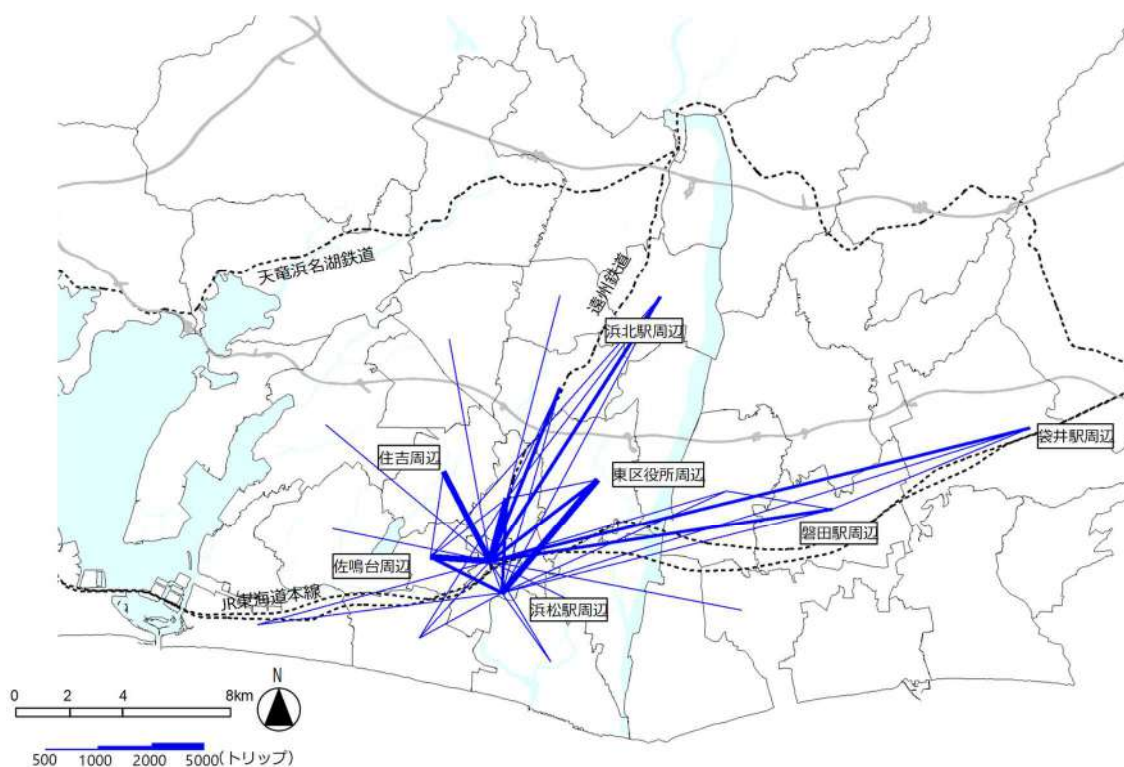 天竜浜名湖鉄道
遠州鉄道
浜北駅周辺
袋井駅周辺
住吉周辺
東区役所周辺
磐田駅周辺
佐鳴台周辺
JR東海道本線
浜松駅周辺
0 2 4 8km
N
500 1000 2000 5000(トリップ)